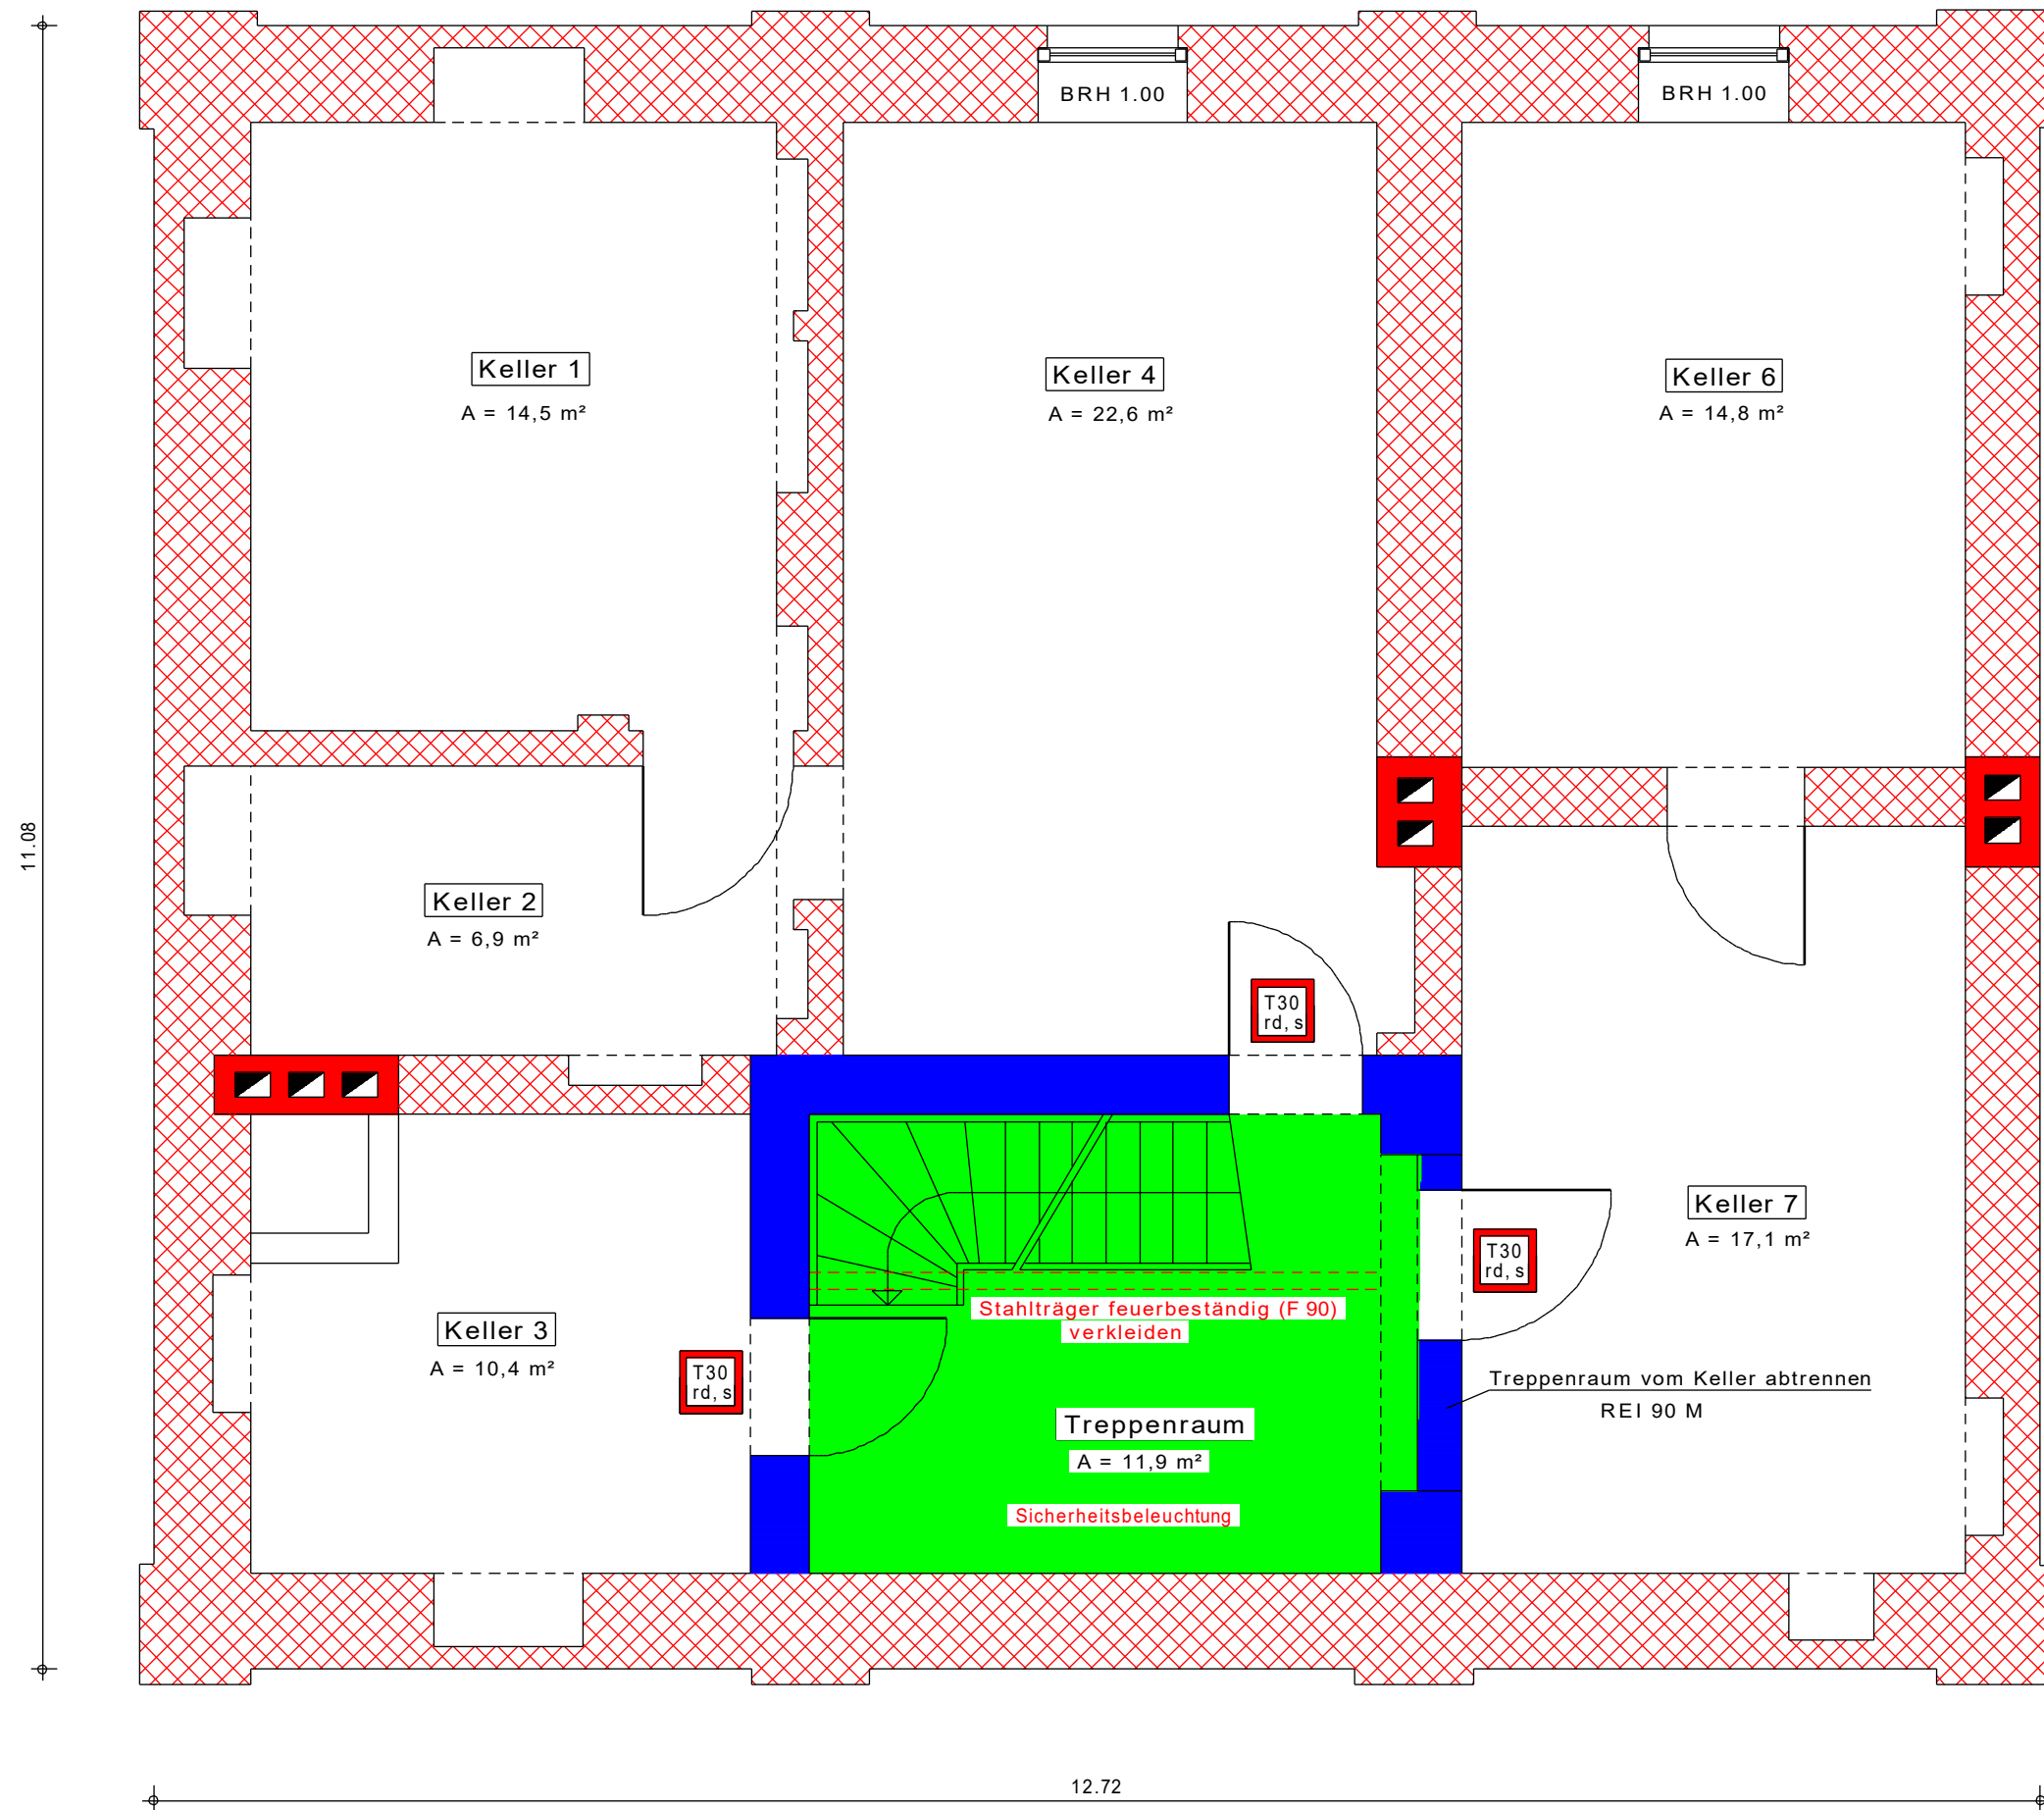 BRH 1.00
BRH 1.00
Keller 1
A = 14,5 m²
Keller 4
A = 22,6 m²
Keller 6
A = 14,8 m²
11.08
Keller 2
A = 6,9 m²
T30
rd, s
Keller 7
A = 17,1 m²
T30
rd, s
Stahlträger feuerbeständig (F 90)
verkleiden
Keller 3
A = 10,4 m²
T30
rd, s
Treppenraum vom Keller abtrennen
REI 90 M
Treppenraum
A = 11,9 m²
Sicherheitsbeleuchtung
12.72